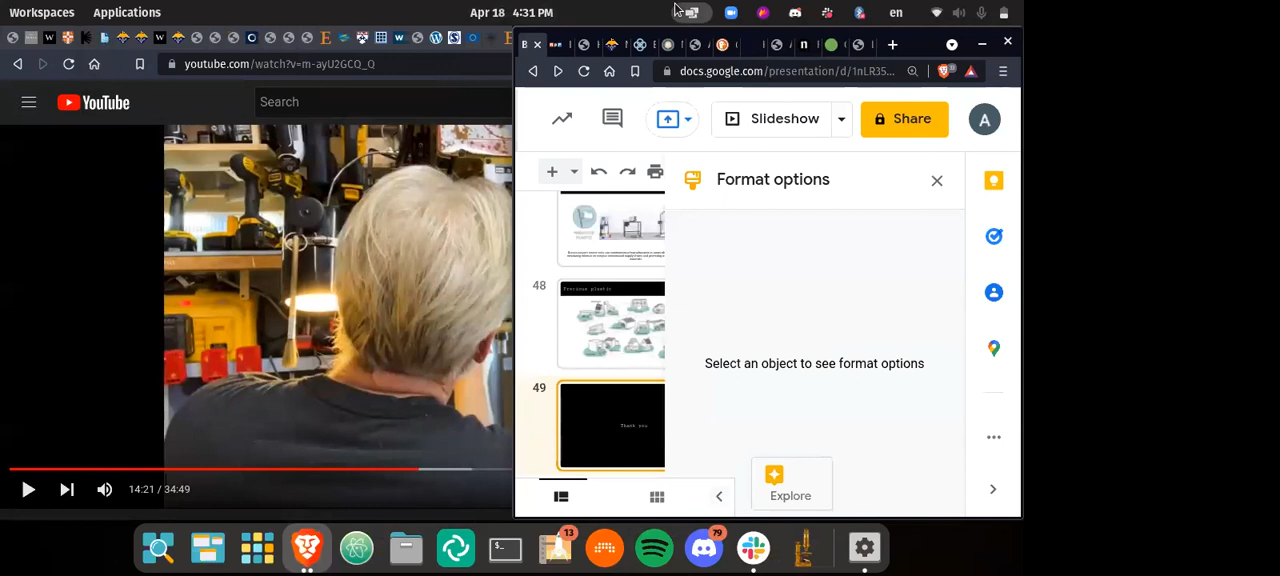 Workspaces
Applications
Apr 18 4:31 PM
en
youtube.com/watch?v=m-ayU2GCQ_Q
docs.google.com/presentation/d/1nLR35...
YouTube
Search
Slideshow
Share
A
Format options
48
Precious plastic
49
Thank you
Select an object to see format options
Explore
14:21 / 34:49
13
79